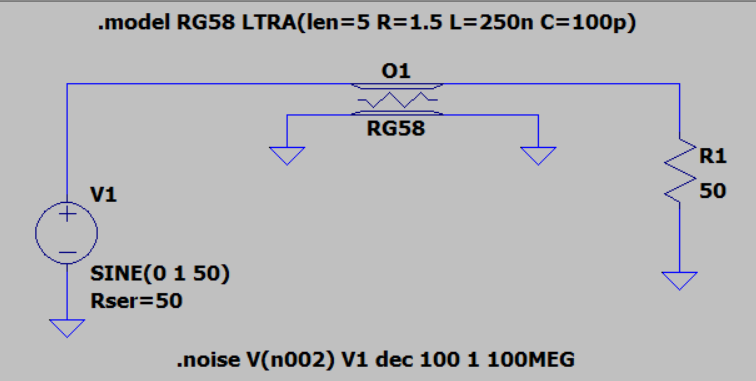 .model RG58 LTRA(len=5 R=1.5 L=250n C=100p)
O1
RG58
R1
50
V1
SINE(0 1 50)
Rser=50
.noise V(n002) V1 dec 100 1 100MEG